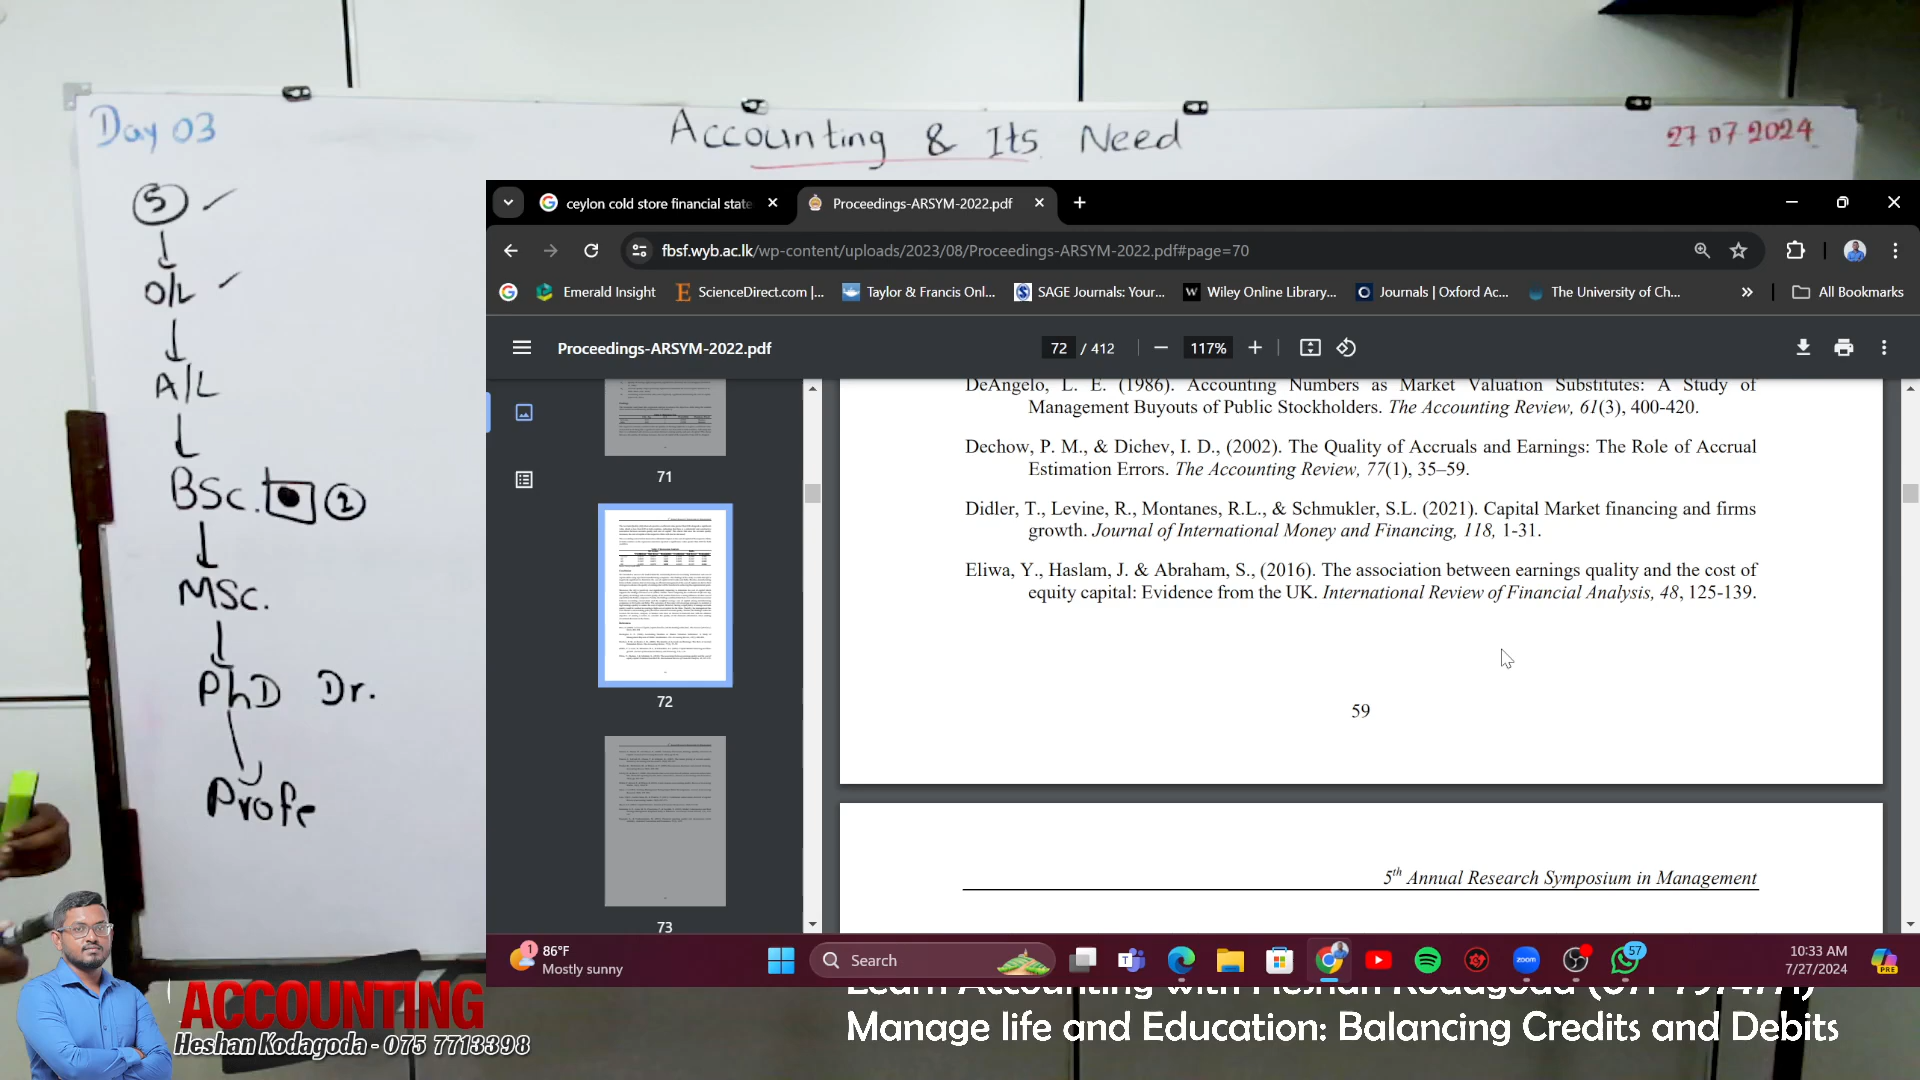 Day 03
Accounting & Its Need
27 07 2024
5
O/L
A/L
BSc. 2
MSc.
PhD Dr.
Profe
ceylon cold store financial state
Proceedings-ARSYM-2022.pdf
fbsf.wyb.ac.lk/wp-content/uploads/2023/08/Proceedings-ARSYM-2022.pdf#page=70
Emerald Insight
ScienceDirect.com |...
Taylor & Francis Onl...
SAGE Journals: Your...
Wiley Online Library...
Journals | Oxford Ac...
The University of Ch...
All Bookmarks
Proceedings-ARSYM-2022.pdf
72 / 412
117%
71
72
73
DeAngelo, L. E. (1986). Accounting Numbers as Market Valuation Substitutes: A Study of
Management Buyouts of Public Stockholders. The Accounting Review, 61(3), 400-420.
Dechow, P. M., & Dichev, I. D., (2002). The Quality of Accruals and Earnings: The Role of Accrual
Estimation Errors. The Accounting Review, 77(1), 35–59.
Didler, T., Levine, R., Montanes, R.L., & Schmukler, S.L. (2021). Capital Market financing and firms
growth. Journal of International Money and Financing, 118, 1-31.
Eliwa, Y., Haslam, J. & Abraham, S., (2016). The association between earnings quality and the cost of
equity capital: Evidence from the UK. International Review of Financial Analysis, 48, 125-139.
59
5th Annual Research Symposium in Management
1
86°F
Mostly sunny
Search
zoom
57
10:33 AM
7/27/2024
PRE
ACCOUNTING
Heshan Kodagoda - 075 7713398
Learn Accounting with Heshan Kodagoda
Manage life and Education: Balancing Credits and Debits